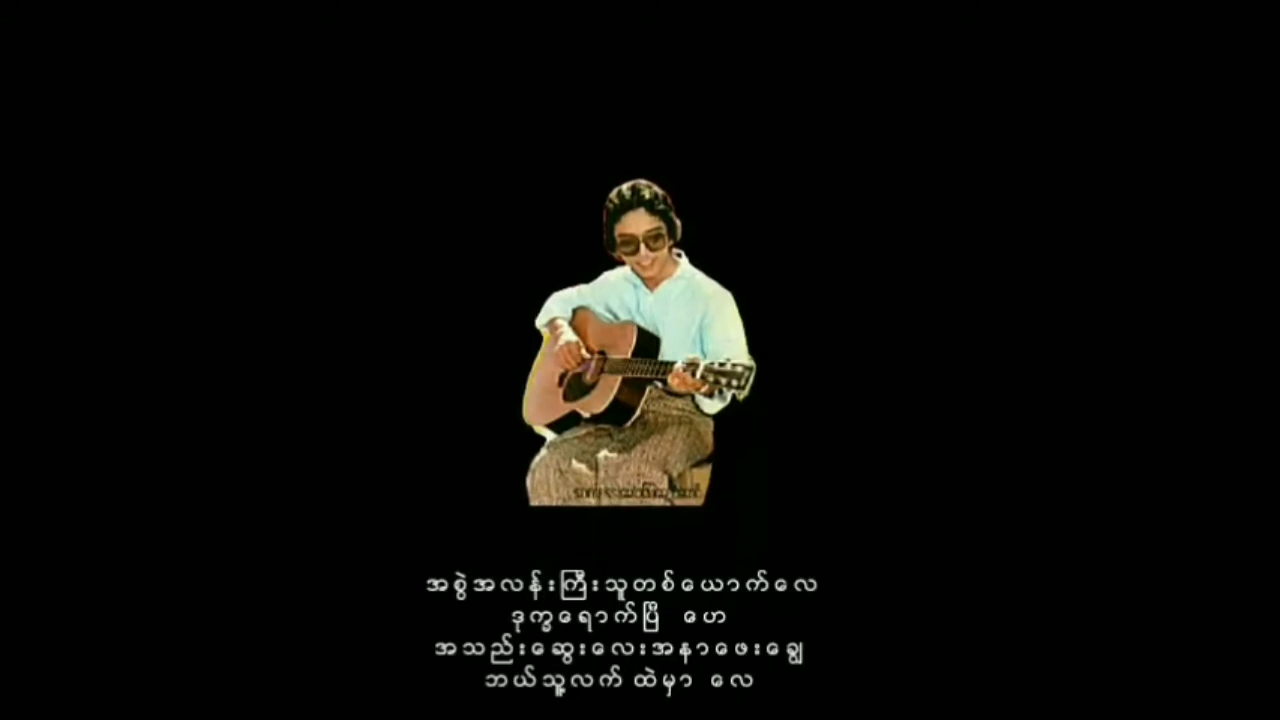 အစွဲအလန်းကြီးသူတစ်ယောက်လေ
ဒုက္ခရောက်ပြီ ဟေ
အသည်းဆွေးလေးအနာဖေးချွေ
ဘယ်သူ့လက် ထဲမှာ လေ